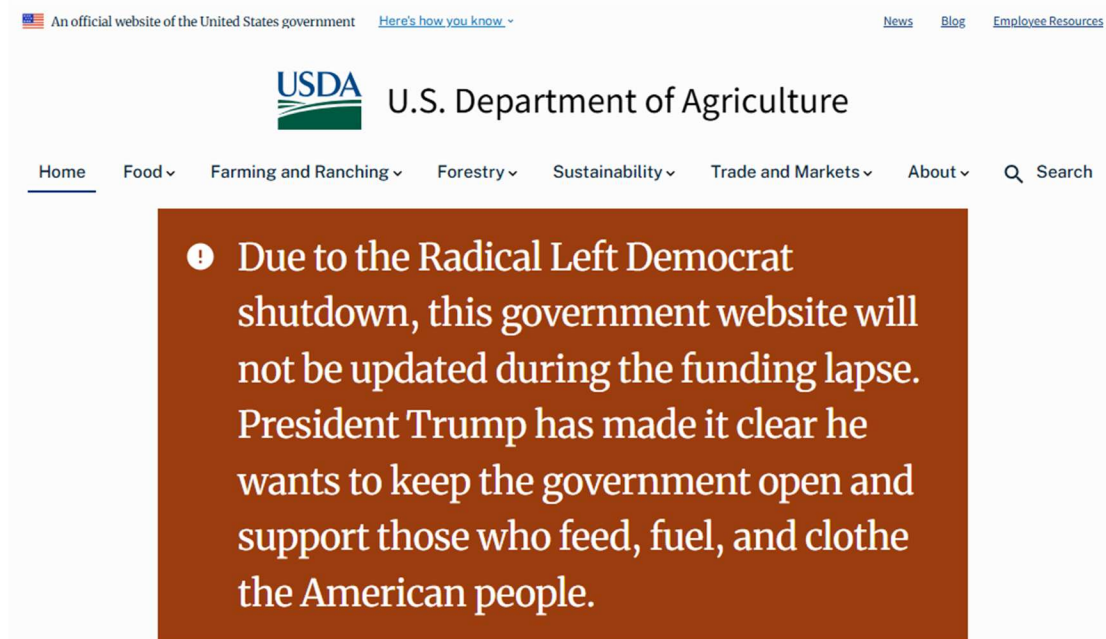 An official website of the United States government Here's how you know
News Blog Employee Resources
USDA
U.S. Department of Agriculture
Home Food Farming and Ranching Forestry Sustainability Trade and Markets About Search
Due to the Radical Left Democrat
shutdown, this government website will
not be updated during the funding lapse.
President Trump has made it clear he
wants to keep the government open and
support those who feed, fuel, and clothe
the American people.